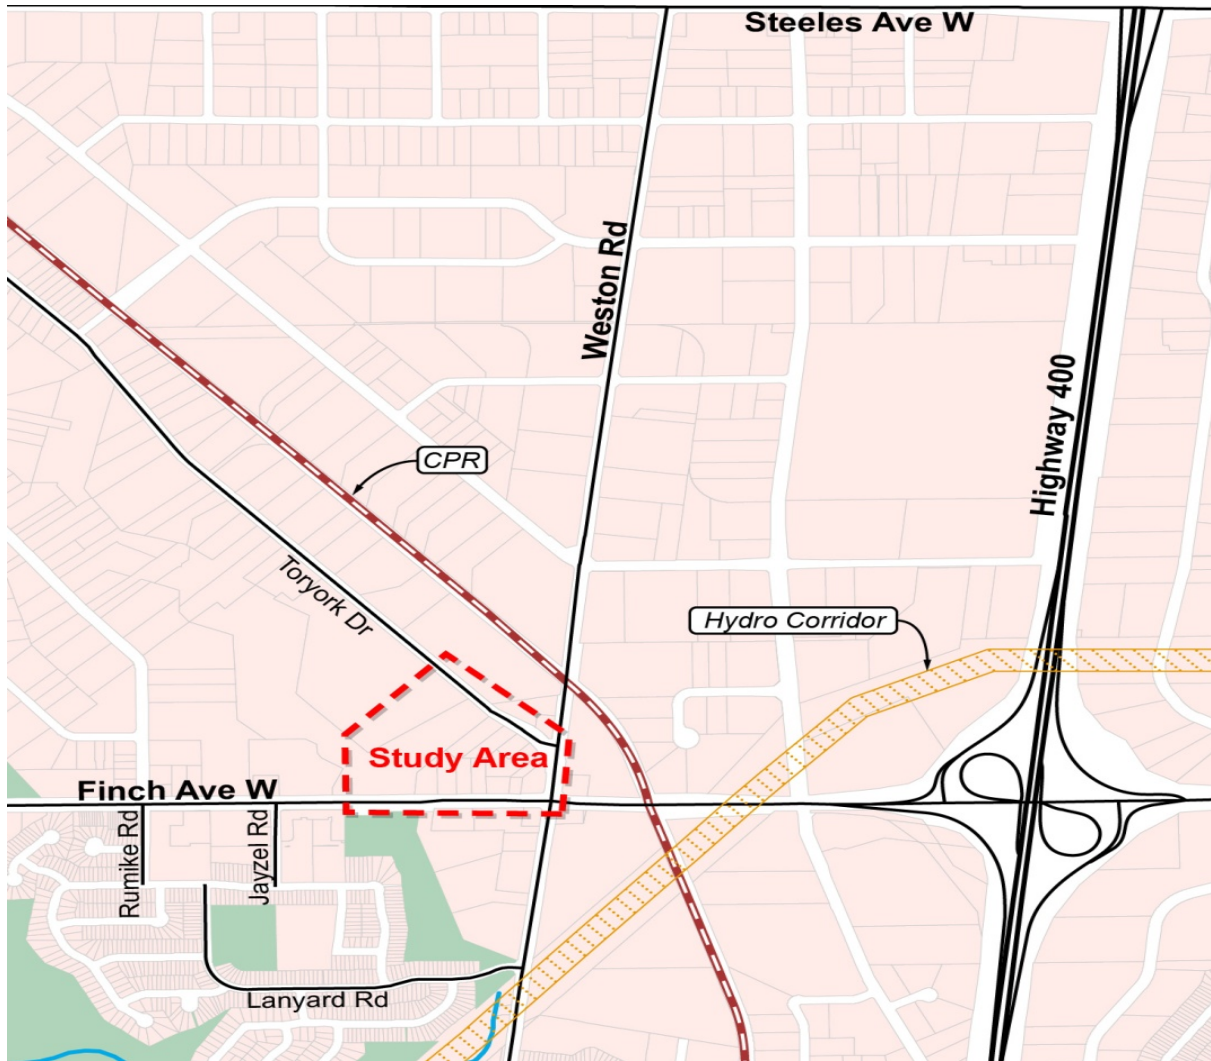 Steeles Ave W
Weston Rd
Highway 400
CPR
Toryork Dr
Hydro Corridor
Study Area
Finch Ave W
Rumike Rd
Jayzel Rd
Lanyard Rd